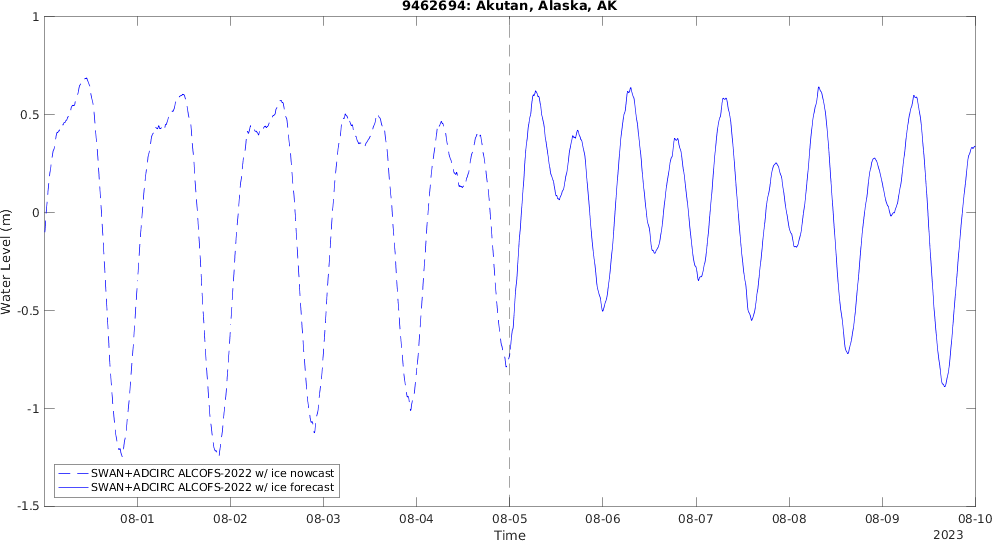 9462694: Akutan, Alaska, AK
Water Level (m)
1
0.5
0
-0.5
-1
-1.5
SWAN+ADCIRC ALCOFS-2022 w/ ice nowcast
SWAN+ADCIRC ALCOFS-2022 w/ ice forecast
08-01 08-02 08-03 08-04 08-05 08-06 08-07 08-08 08-09 08-10
Time
2023